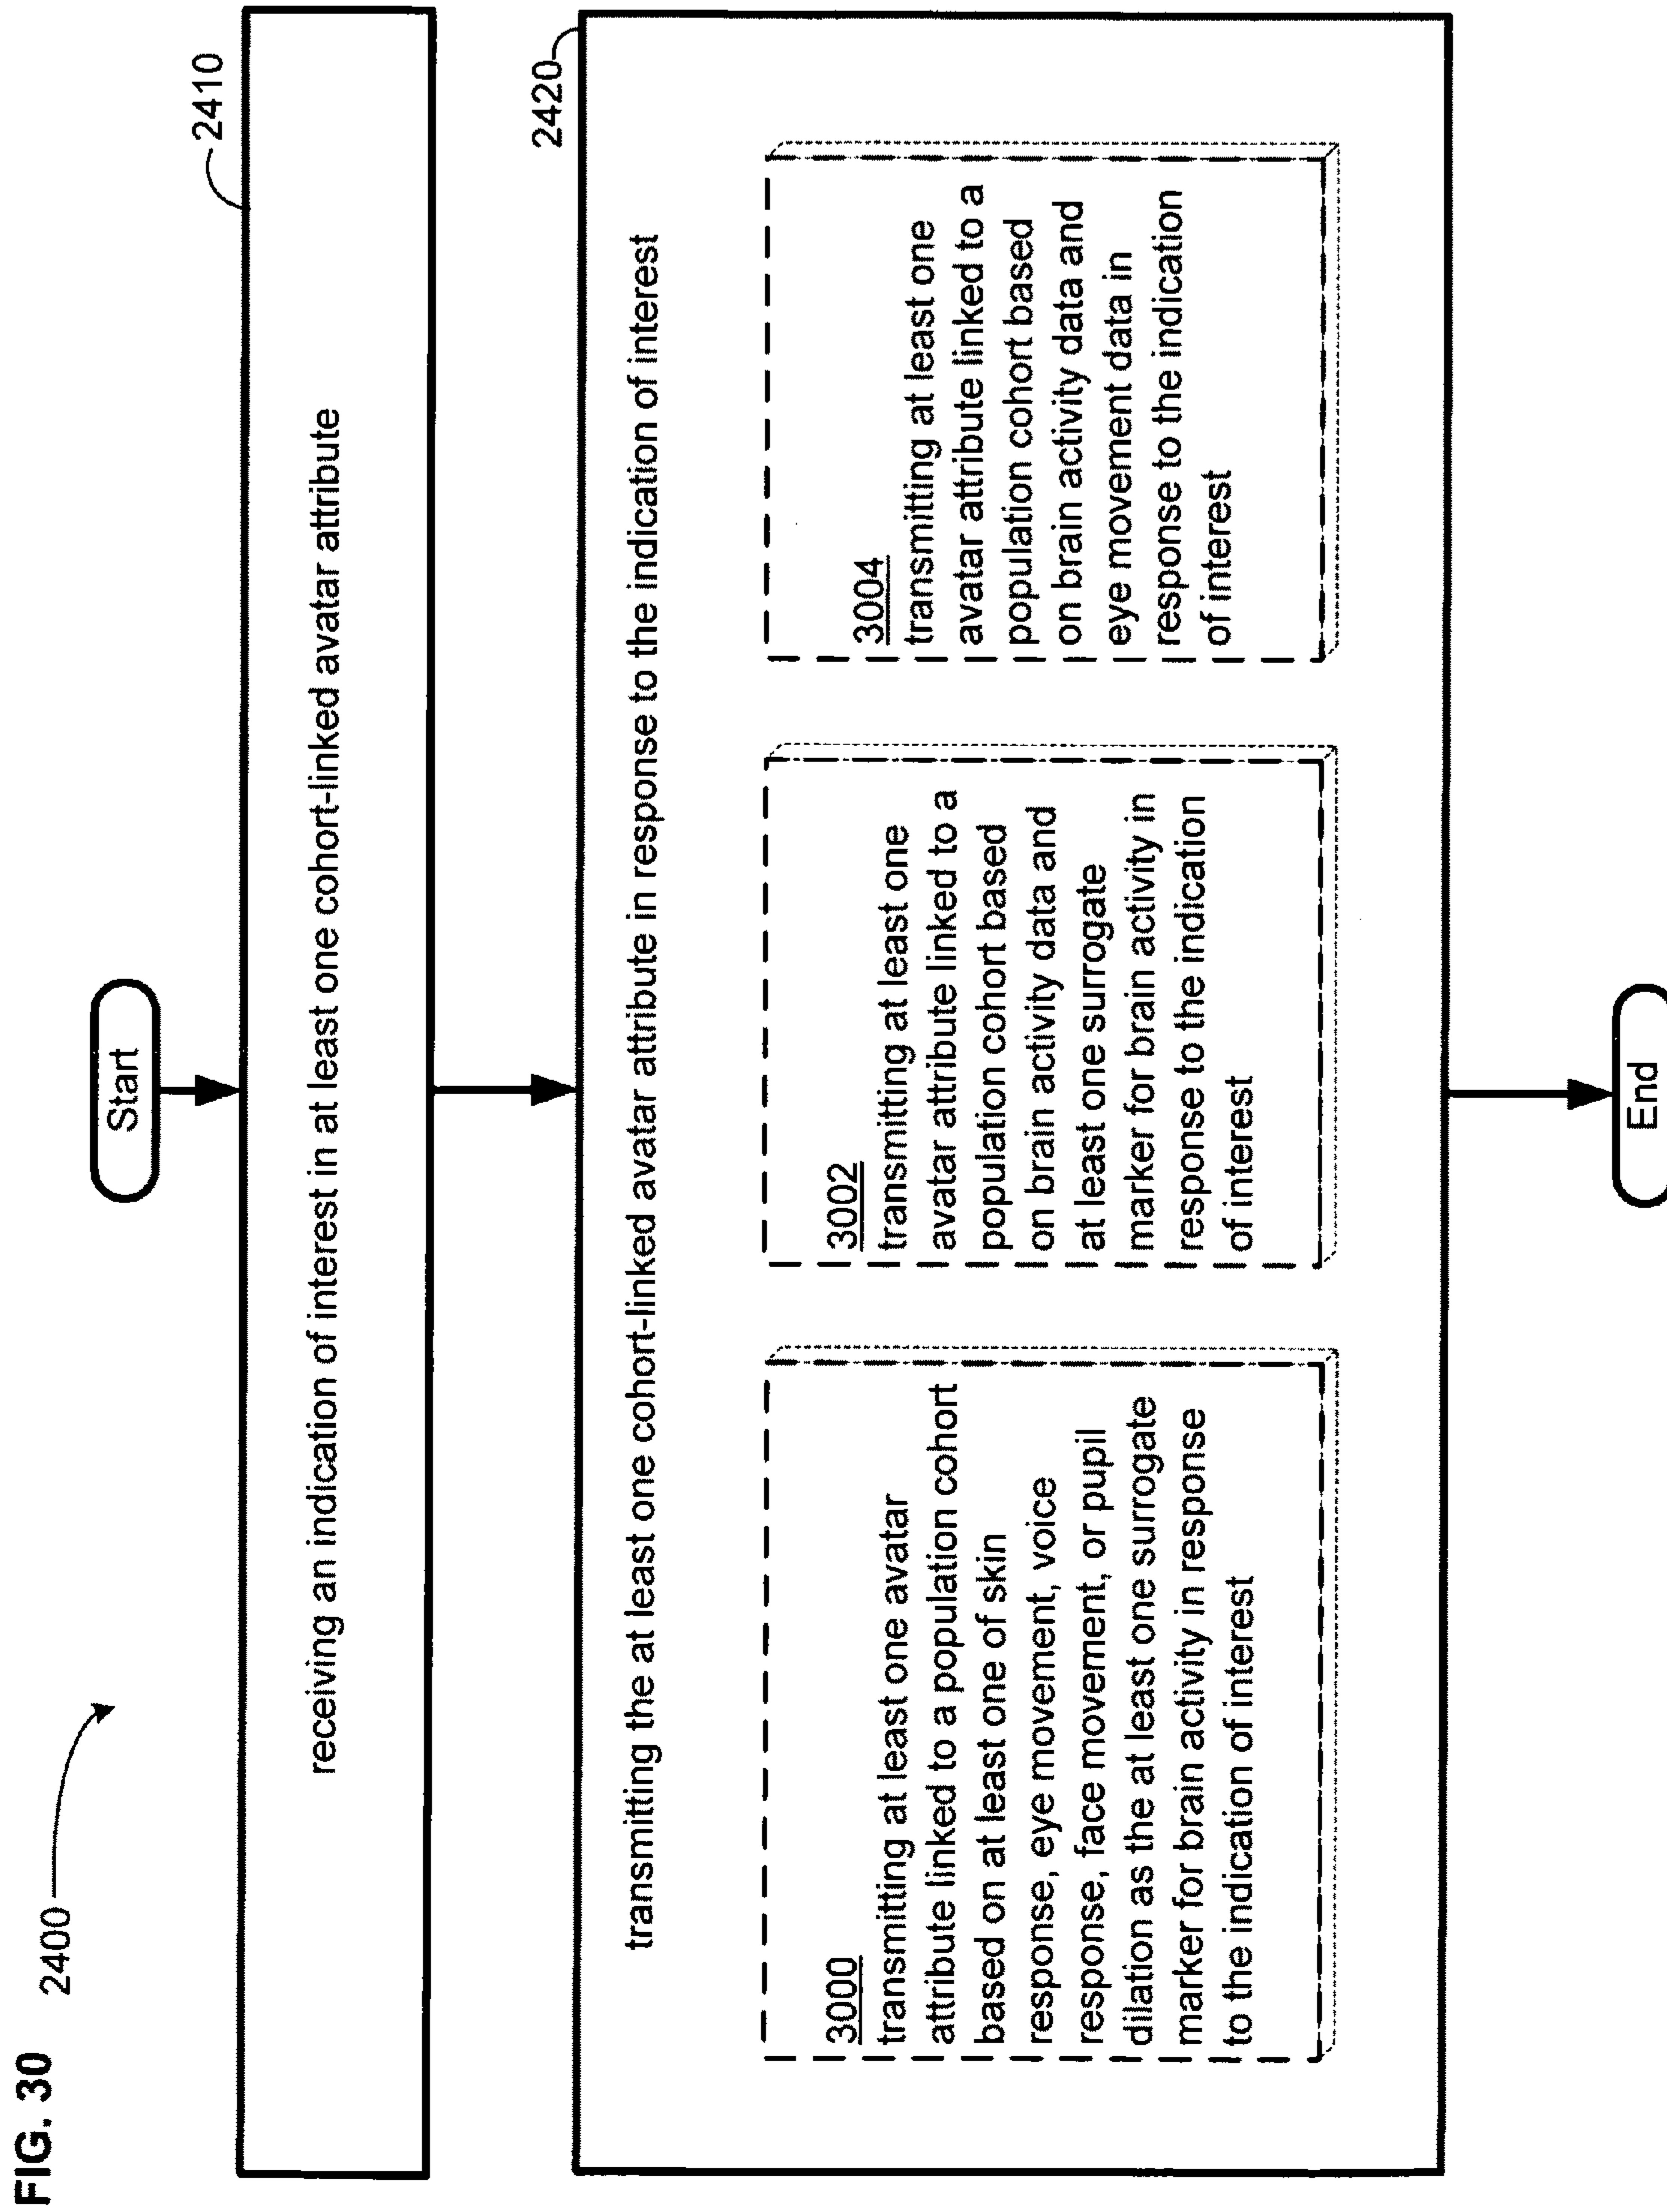 FIG. 30
2400
Start
2410
receiving an indication of interest in at least one cohort-linked avatar attribute
2420
transmitting the at least one cohort-linked avatar attribute in response to the indication of interest
3000
transmitting at least one avatar
attribute linked to a population cohort
based on at least one of skin
response, eye movement, voice
response, face movement, or pupil
dilation as the at least one surrogate
marker for brain activity in response
to the indication of interest
3002
transmitting at least one
avatar attribute linked to a
population cohort based
on brain activity data and
at least one surrogate
marker for brain activity in
response to the indication
of interest
3004
transmitting at least one
avatar attribute linked to a
population cohort based
on brain activity data and
eye movement data in
response to the indication
of interest
End